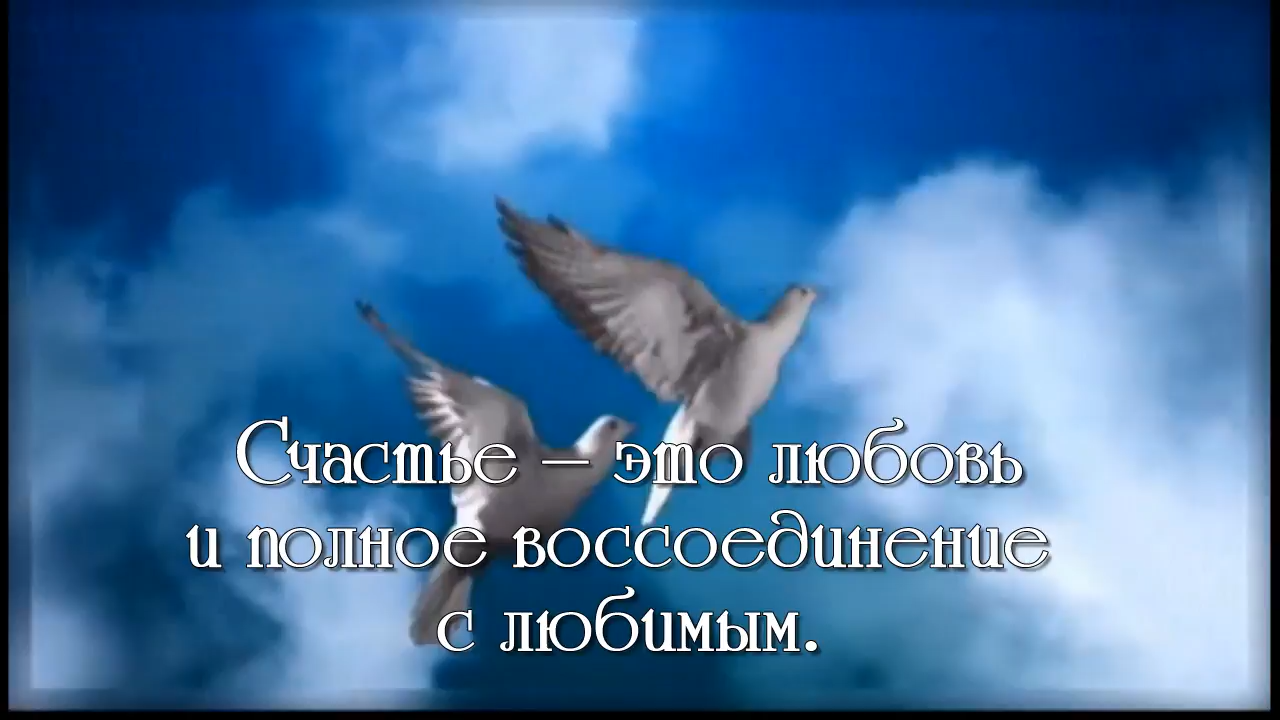 Счастье – это любовь
и полное воссоединение
с любимым.